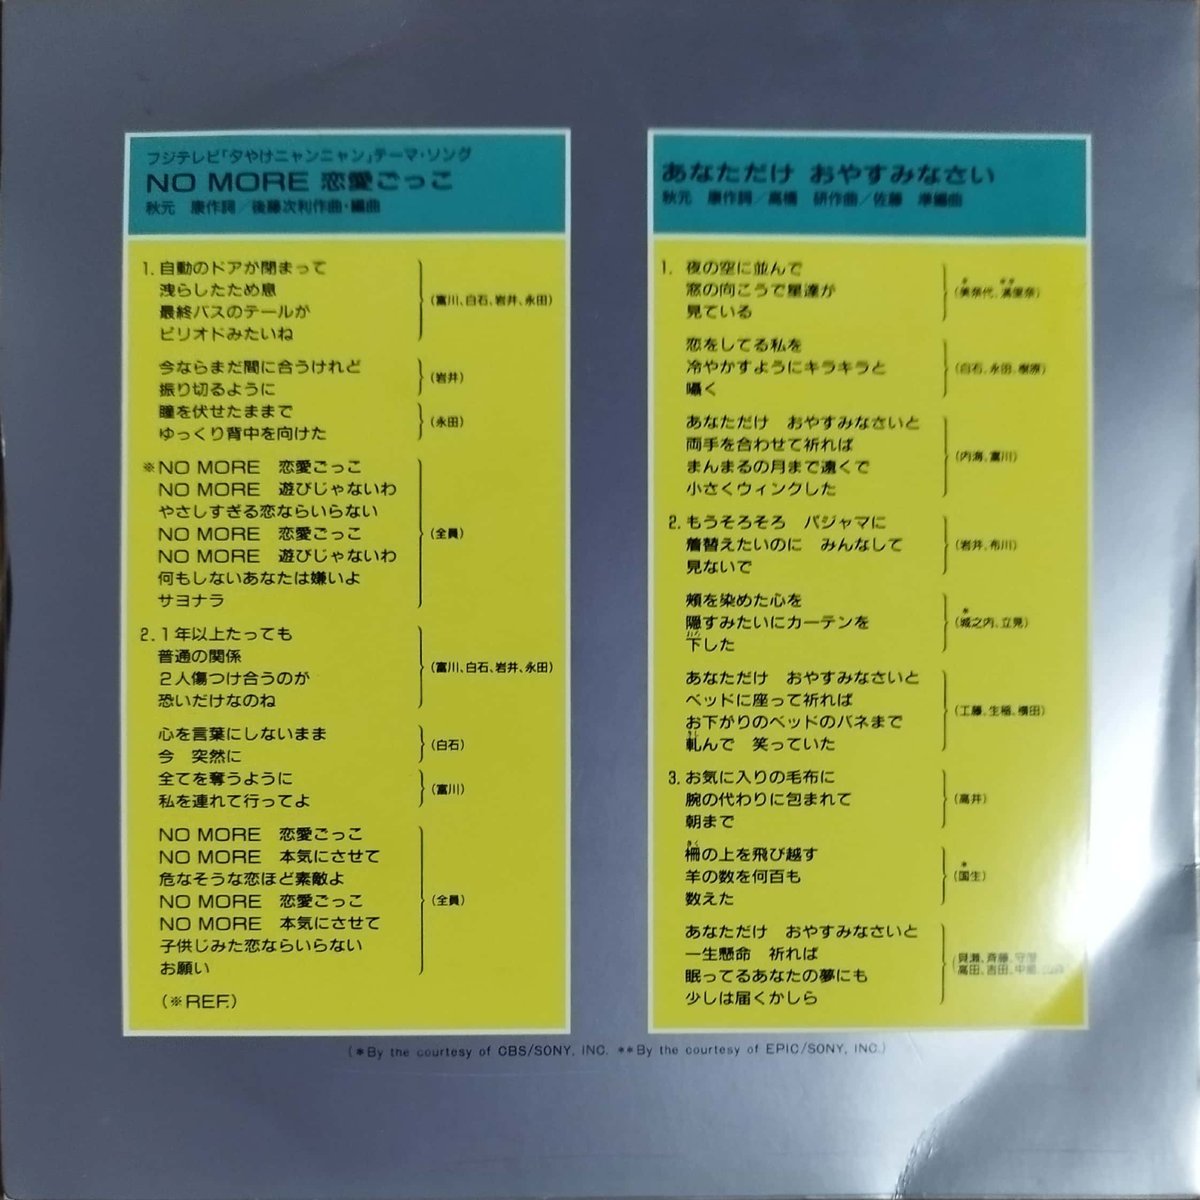 フジテレビ「夕やけニャンニャン」テーマ・ソング
NO MORE 恋愛ごっこ
秋元 康作詞／後藤次利作曲・編曲
1. 自動のドアが閉まって
洩らしたため息
最終バスのテールが
ピリオドみたいね
(富川、白石、岩井、永田)
今ならまだ間に合うけれど
振り切るように
(岩井)
瞳を伏せたままで
ゆっくり背中を向けた
(永田)
※NO MORE 恋愛ごっこ
NO MORE 遊びじゃないわ
やさしすぎる恋ならいらない
NO MORE 恋愛ごっこ
NO MORE 遊びじゃないわ
何もしないあなたは嫌いよ
サヨナラ
(全員)
2. 1年以上たっても
普通の関係
2人傷つけ合うのが
恐いだけなのね
(富川、白石、岩井、永田)
心を言葉にしないまま
今 突然に
(白石)
全てを奪うように
私を連れて行ってよ
(富川)
NO MORE 恋愛ごっこ
NO MORE 本気にさせて
危なそうな恋ほど素敵よ
NO MORE 恋愛ごっこ
NO MORE 本気にさせて
子供じみた恋ならいらない
お願い
(全員)
(※REF.)
あなただけ おやすみなさい
秋元 康作詞／高橋 研作曲／佐藤 準編曲
1. 夜の空に並んで
窓の向こうで星達が
見ている
(*美奈代、**満里奈)
恋をしてる私を
冷やかすようにキラキラと
囁く
(白石、永田、樹原)
あなただけ おやすみなさいと
両手を合わせて祈れば
まんまるの月まで遠くで
小さくウィンクした
(内海、富川)
2. もうそろそろ パジャマに
着替えたいのに みんなして
見ないで
(岩井、布川)
頬を染めた心を
隠すみたいにカーテンを
下した
おろ
(*城之内、立見)
あなただけ おやすみなさいと
ベッドに座って祈れば
お下がりのベッドのバネまで
軋んで 笑っていた
きし
(工藤、生稲、横田)
3. お気に入りの毛布に
腕の代わりに包まれて
朝まで
(高井)
柵の上を飛び越す
さく
羊の数を何百も
数えた
(*国生)
あなただけ おやすみなさいと
一生懸命 祈れば
眠ってるあなたの夢にも
少しは届くかしら
(貝瀬、斉藤、守屋
高田、吉田、中島
(*By the courtesy of CBS/SONY, INC. **By the courtesy of EPIC/SONY, INC.)